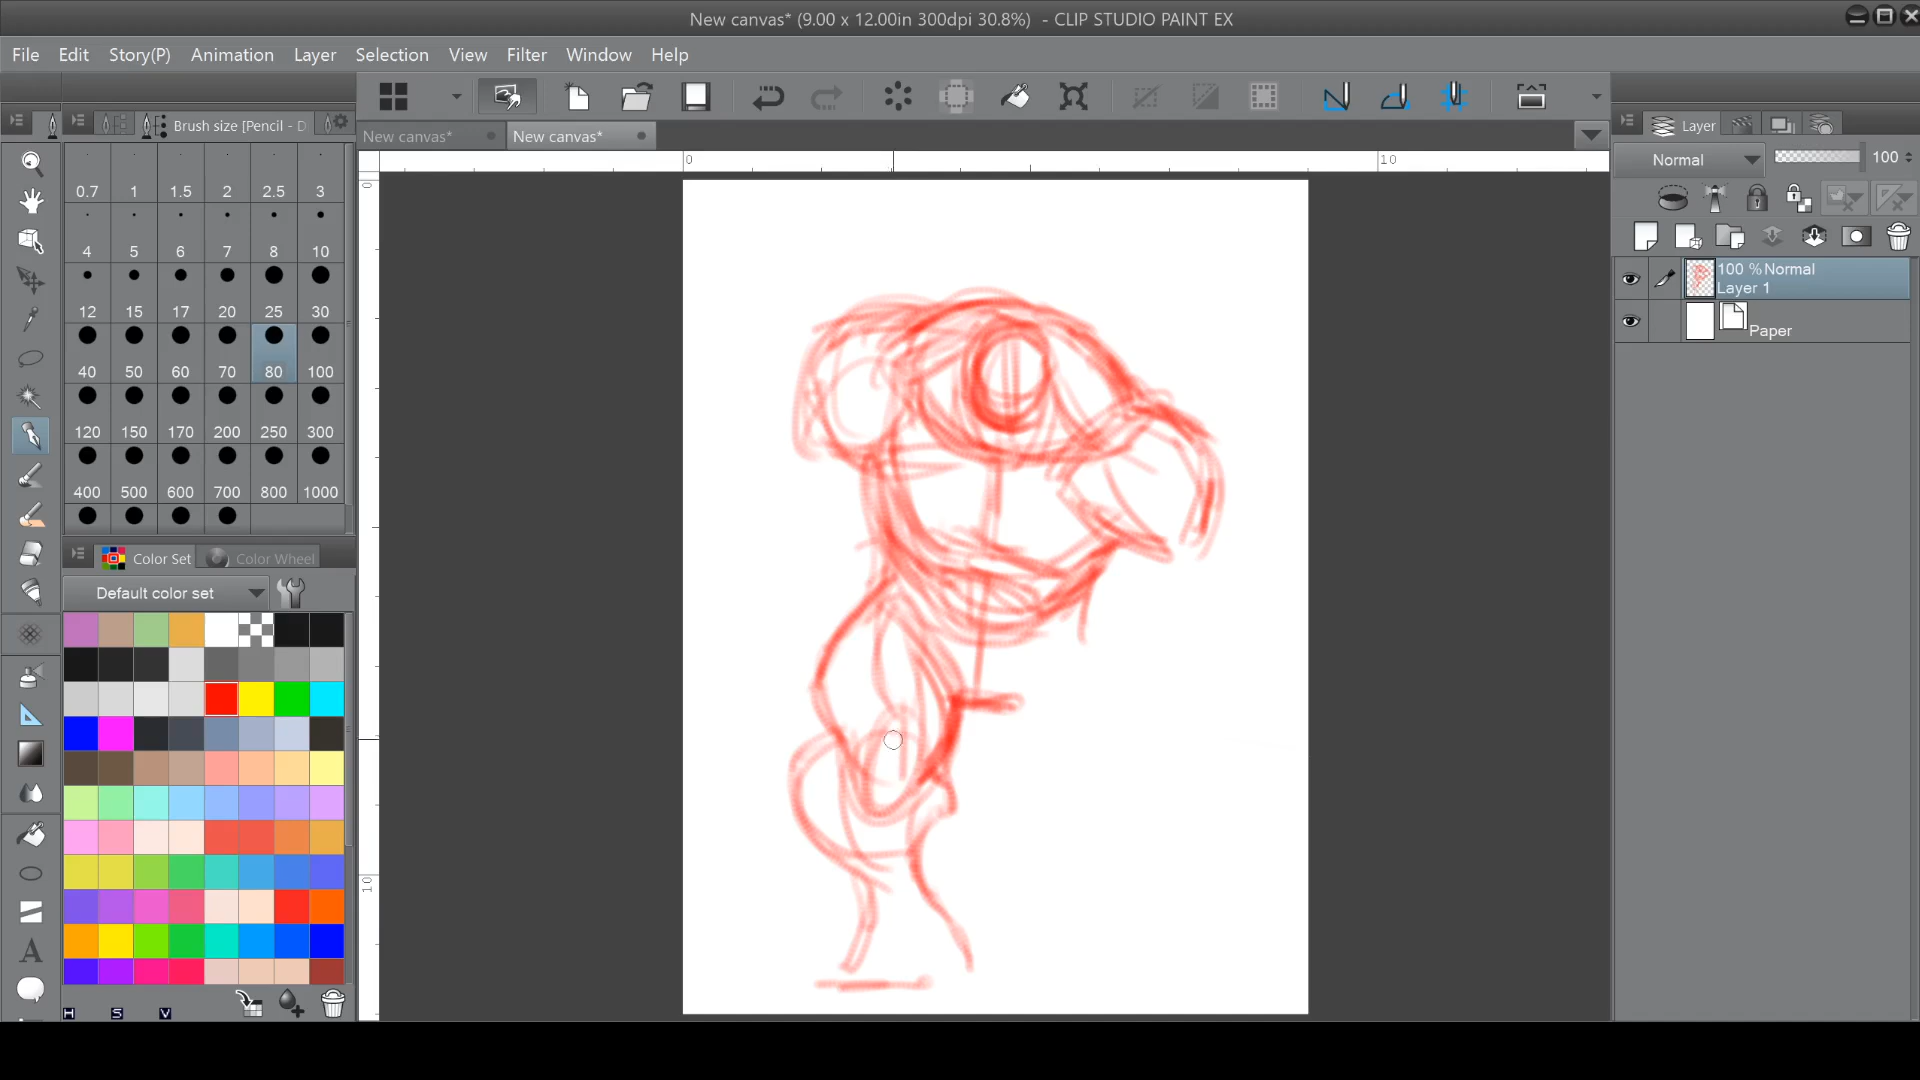 New canvas* (9.00 x 12.00in 300dpi 30.8%) - CLIP STUDIO PAINT EX
File Edit Story(P) Animation Layer Selection View Filter Window Help
Brush size [Pencil - D
New canvas*
New canvas*
Layer
Normal
100
0
10
0
10
0.7 1 1.5 2 2.5 3
4 5 6 7 8 10
12 15 17 20 25 30
40 50 60 70 80 100
120 150 170 200 250 300
400 500 600 700 800 1000
100 %Normal
Layer 1
Paper
Color Set
Color Wheel
Default color set
A
H S V